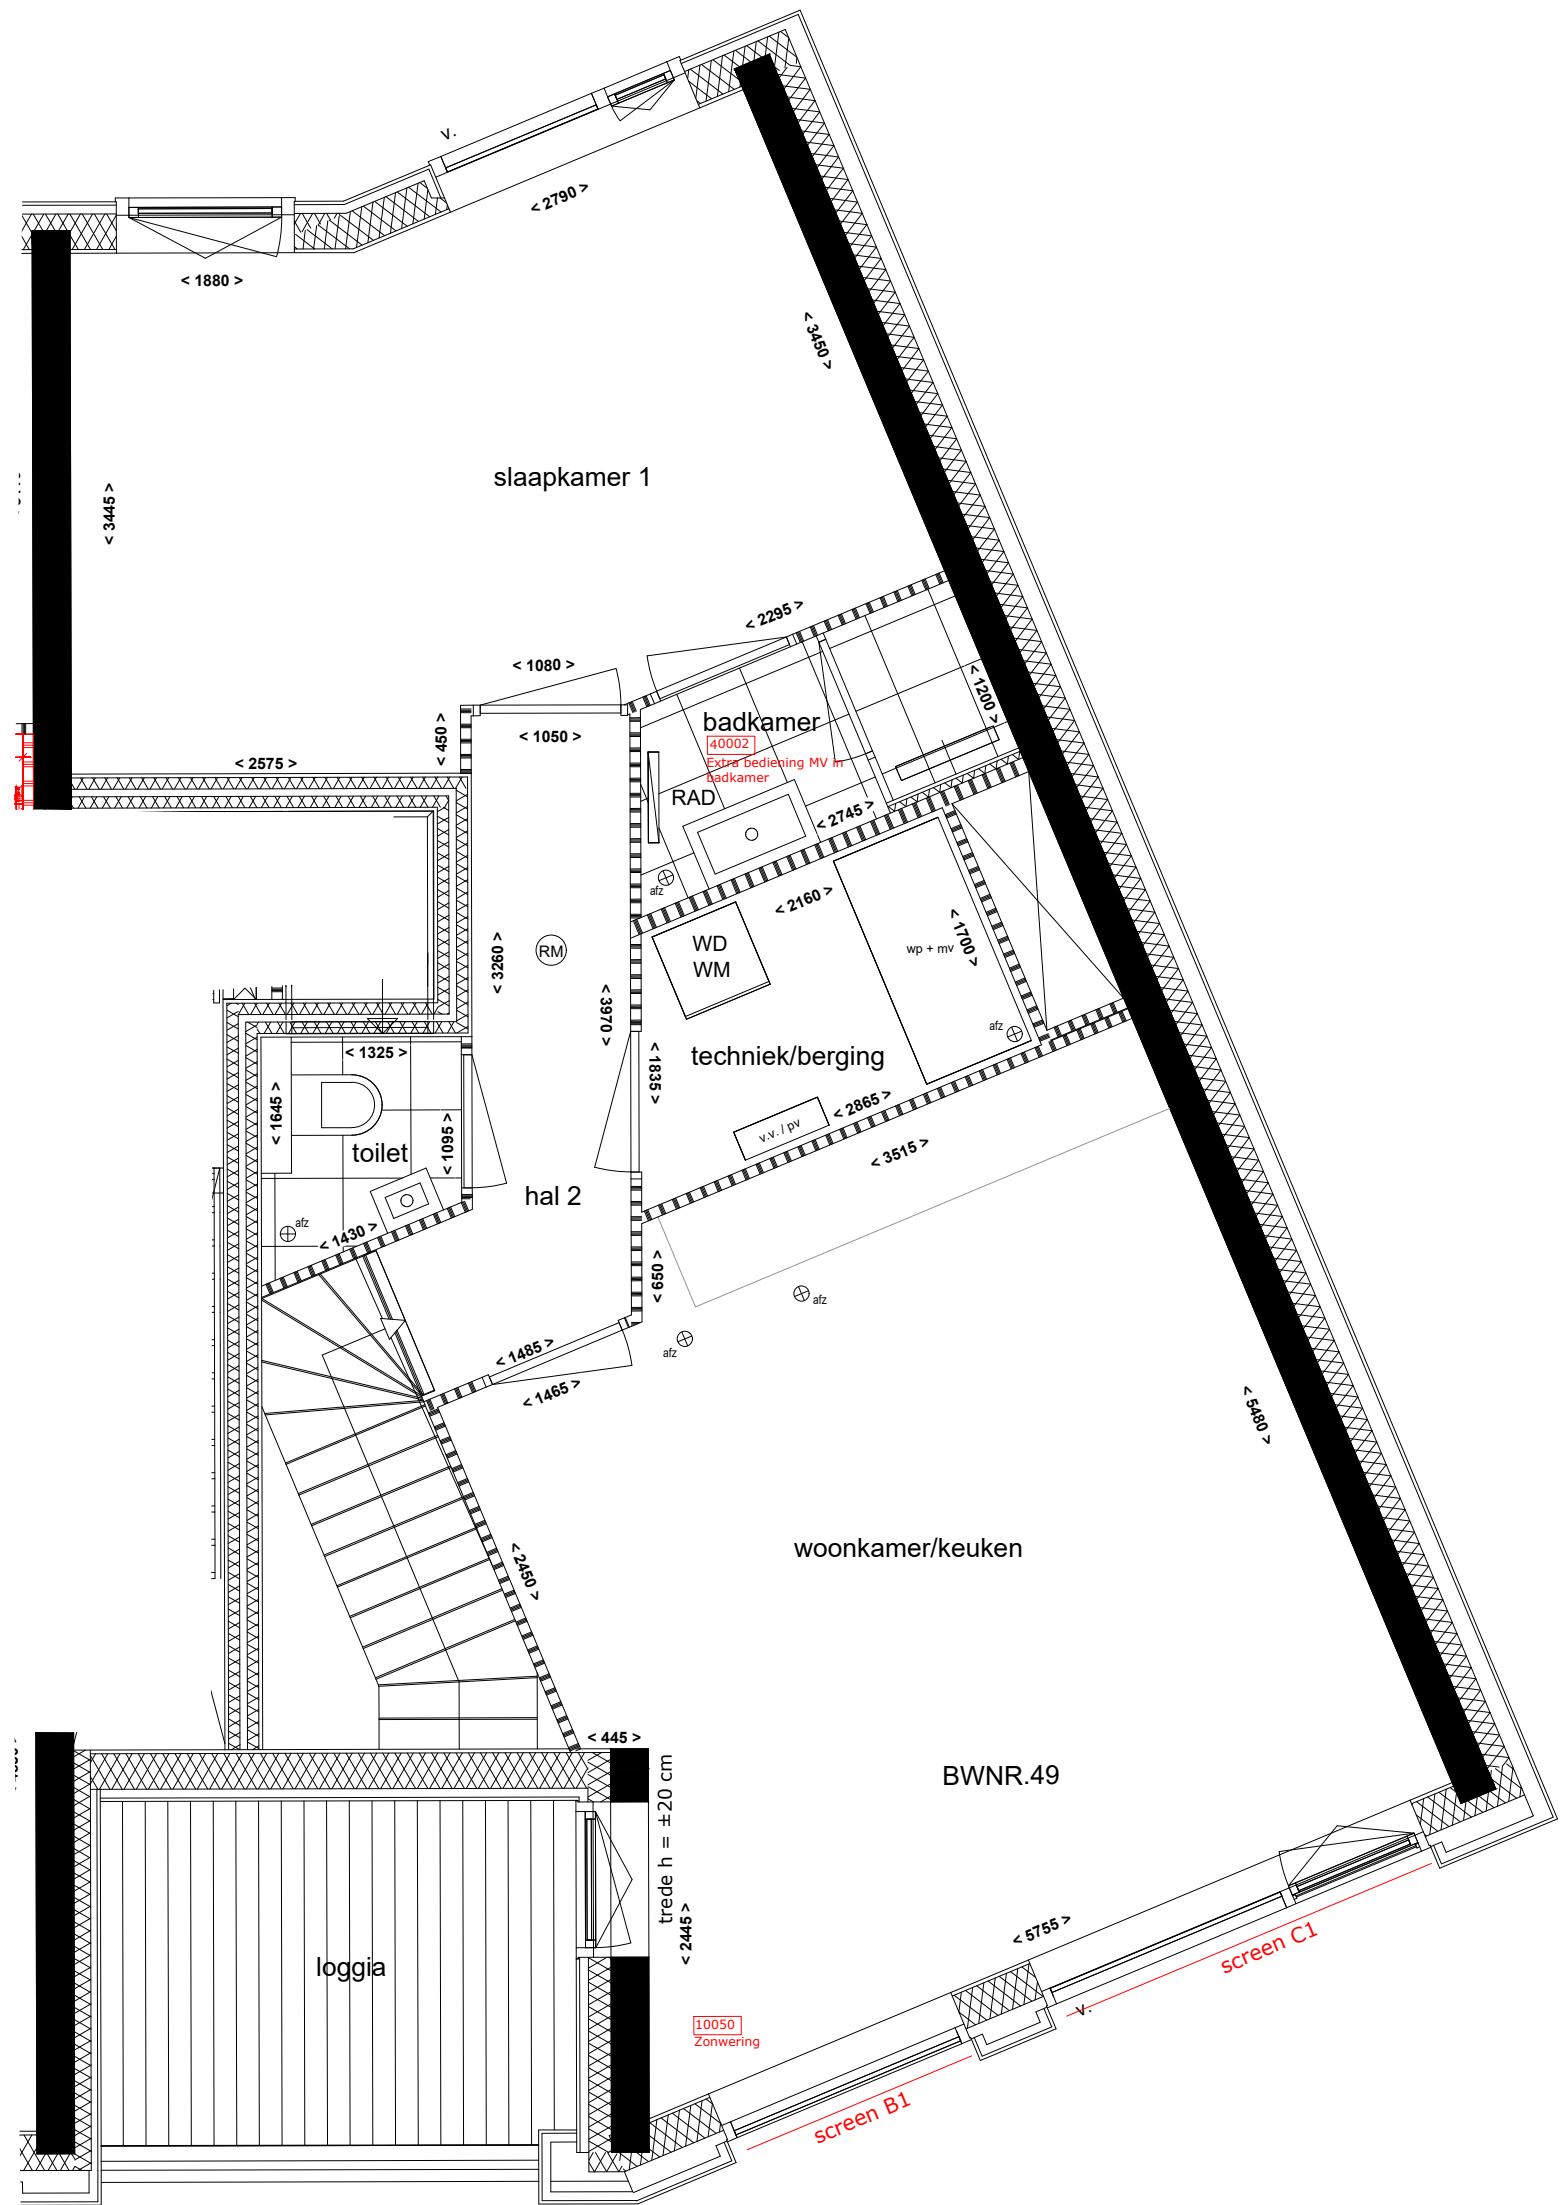 v.
< 2790 >
< 1880 >
< 3450 >
slaapkamer 1
< 3445 >
< 2295 >
< 1080 >
< 1200 >
badkamer
< 450 >
< 1050 >
40002
Extra bediening MV in
badkamer
< 2575 >
RAD
< 2745 >
afz
< 2160 >
WD
WM
wp + mv
< 1700 >
RM
< 3260 >
< 3970 >
afz
techniek/berging
< 1325 >
< 1835 >
< 1645 >
< 1095 >
toilet
v.v. / pv
< 2865 >
< 3515 >
hal 2
afz
< 1430 >
< 650 >
afz
afz
< 1485 >
< 1465 >
< 5480 >
woonkamer/keuken
< 2450 >
< 445 >
BWNR.49
trede h = ±20 cm
< 2445 >
< 5755 >
screen C1
loggia
v.
10050
Zonwering
screen B1